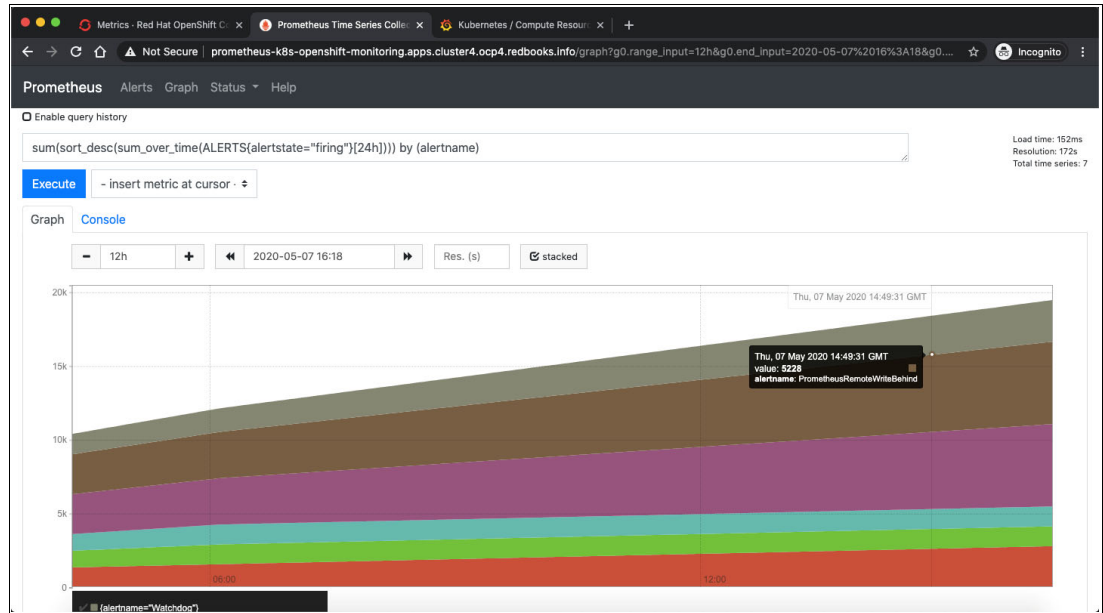 Metrics · Red Hat OpenShift Co
Prometheus Time Series Collec
Kubernetes / Compute Resourc
Not Secure | prometheus-k8s-openshift-monitoring.apps.cluster4.ocp4.redbooks.info/graph?g0.range_input=12h&g0.end_input=2020-05-07%2016%3A18&g0.... Incognito
Prometheus Alerts Graph Status Help
Enable query history
sum(sort_desc(sum_over_time(ALERTS{alertstate="firing"}[24h]))) by (alertname)
Load time: 152ms
Resolution: 172s
Total time series: 7
Execute - insert metric at cursor -
Graph Console
- 12h + 2020-05-07 16:18 Res. (s) stacked
20k
Thu, 07 May 2020 14:49:31 GMT
15k
Thu, 07 May 2020 14:49:31 GMT
value: 5228
alertname: PrometheusRemoteWriteBehind
10k
5k
06:00 12:00
0
{alertname="Watchdog"}